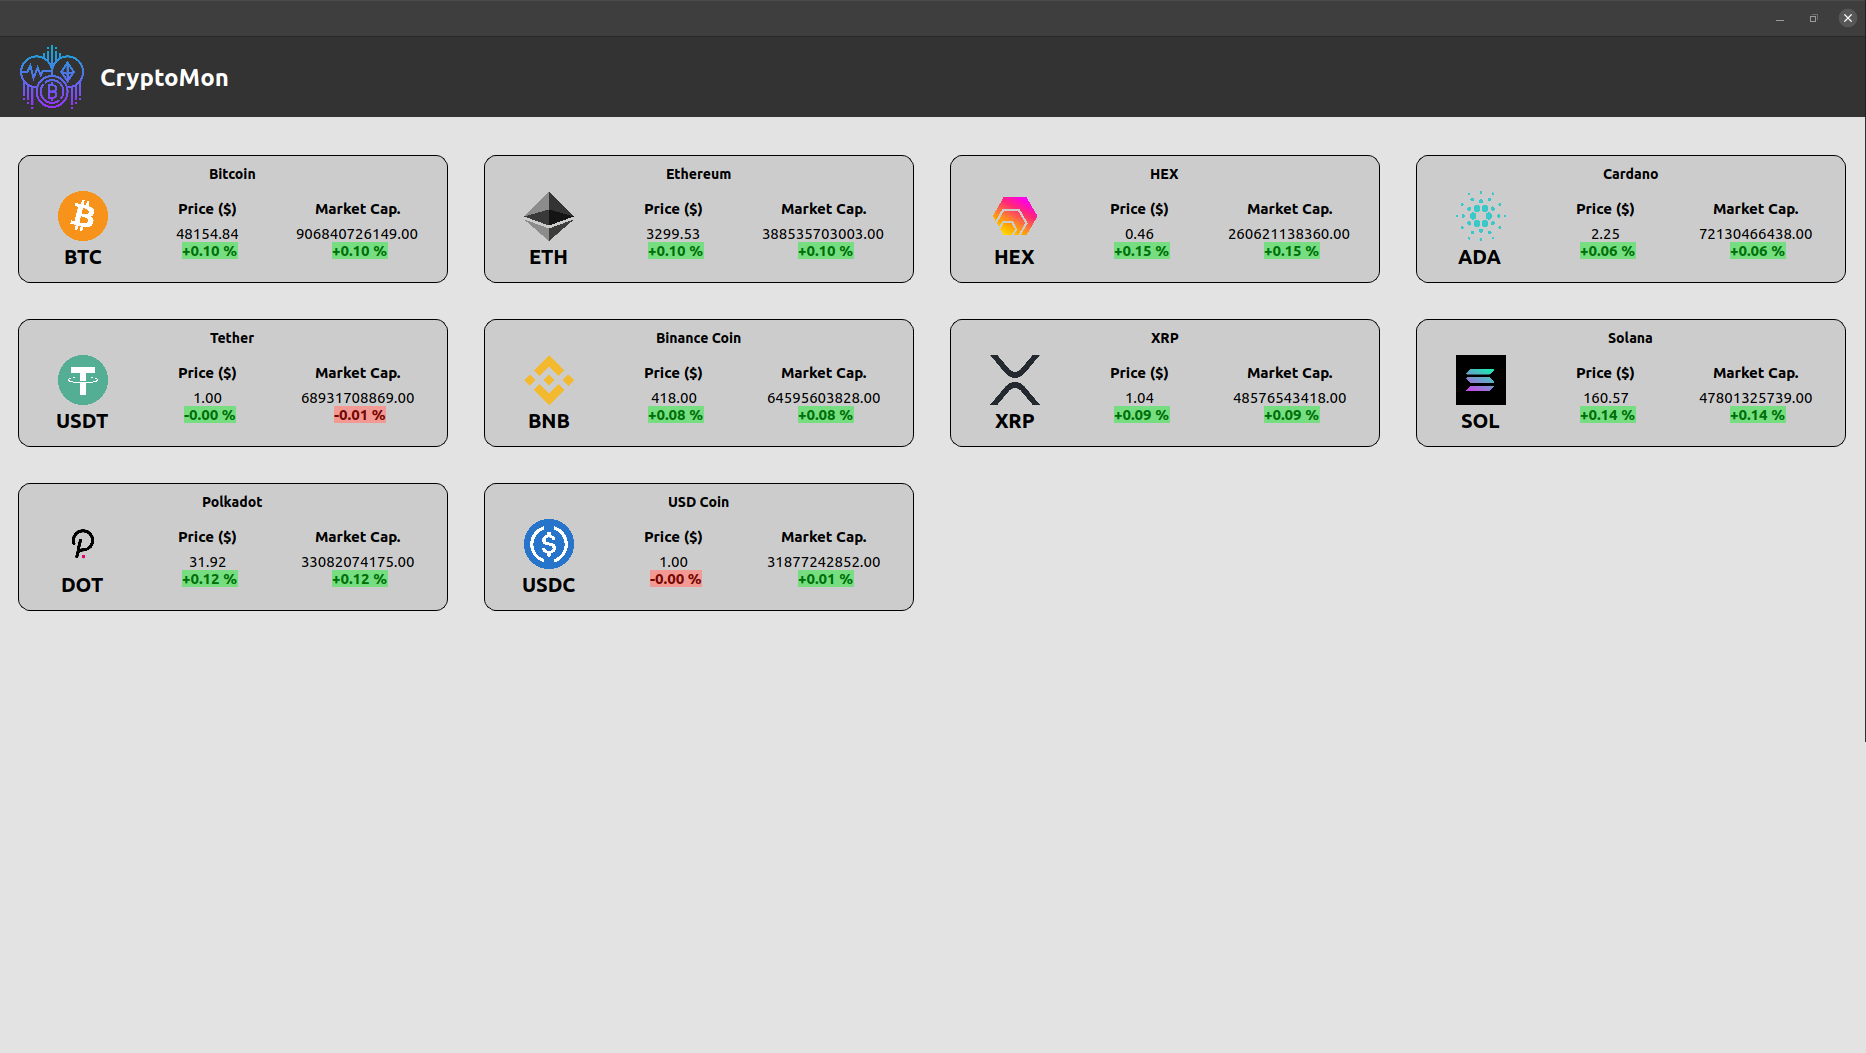 CryptoMon
Bitcoin
Price ($) Market Cap.
48154.84 906840726149.00
+0.10 % +0.10 %
BTC
Ethereum
Price ($) Market Cap.
3299.53 388535703003.00
+0.10 % +0.10 %
ETH
HEX
Price ($) Market Cap.
0.46 260621138360.00
+0.15 % +0.15 %
HEX
Cardano
Price ($) Market Cap.
2.25 72130466438.00
+0.06 % +0.06 %
ADA
Tether
Price ($) Market Cap.
1.00 68931708869.00
-0.00 % -0.01 %
USDT
Binance Coin
Price ($) Market Cap.
418.00 64595603828.00
+0.08 % +0.08 %
BNB
XRP
Price ($) Market Cap.
1.04 48576543418.00
+0.09 % +0.09 %
XRP
Solana
Price ($) Market Cap.
160.57 47801325739.00
+0.14 % +0.14 %
SOL
Polkadot
Price ($) Market Cap.
31.92 33082074175.00
+0.12 % +0.12 %
DOT
USD Coin
Price ($) Market Cap.
1.00 31877242852.00
-0.00 % +0.01 %
USDC